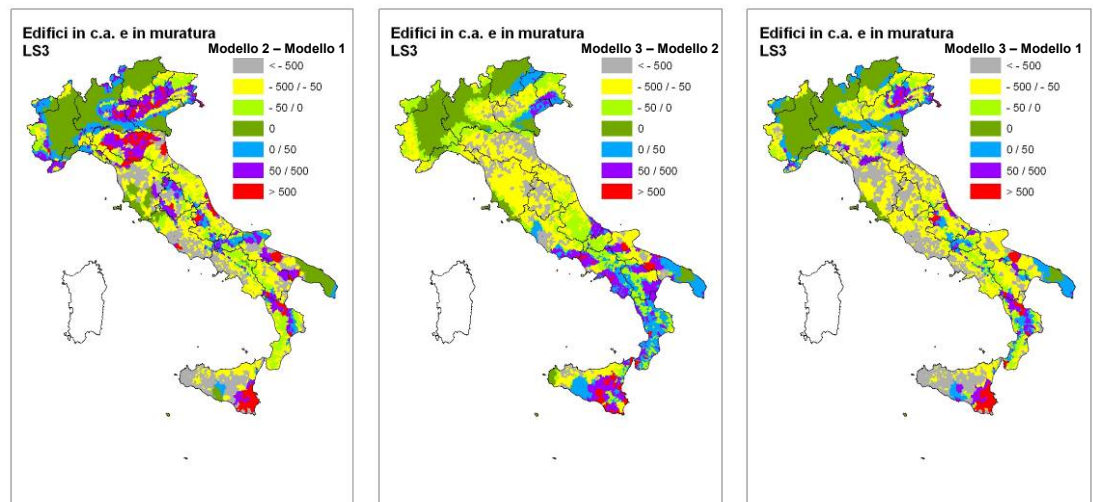 Edifici in c.a. e in muratura
LS3 Modello 2 – Modello 1
< - 500
- 500 / - 50
- 50 / 0
0
0 / 50
50 / 500
> 500
Edifici in c.a. e in muratura
LS3 Modello 3 – Modello 2
< - 500
- 500 / - 50
- 50 / 0
0
0 / 50
50 / 500
> 500
Edifici in c.a. e in muratura
LS3 Modello 3 – Modello 1
< - 500
- 500 / - 50
- 50 / 0
0
0 / 50
50 / 500
> 500